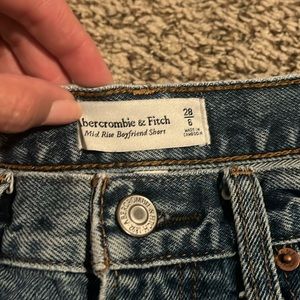 Abercrombie & Fitch
Mid Rise Boyfriend Short
28
6
MADE IN
CAMBODIA